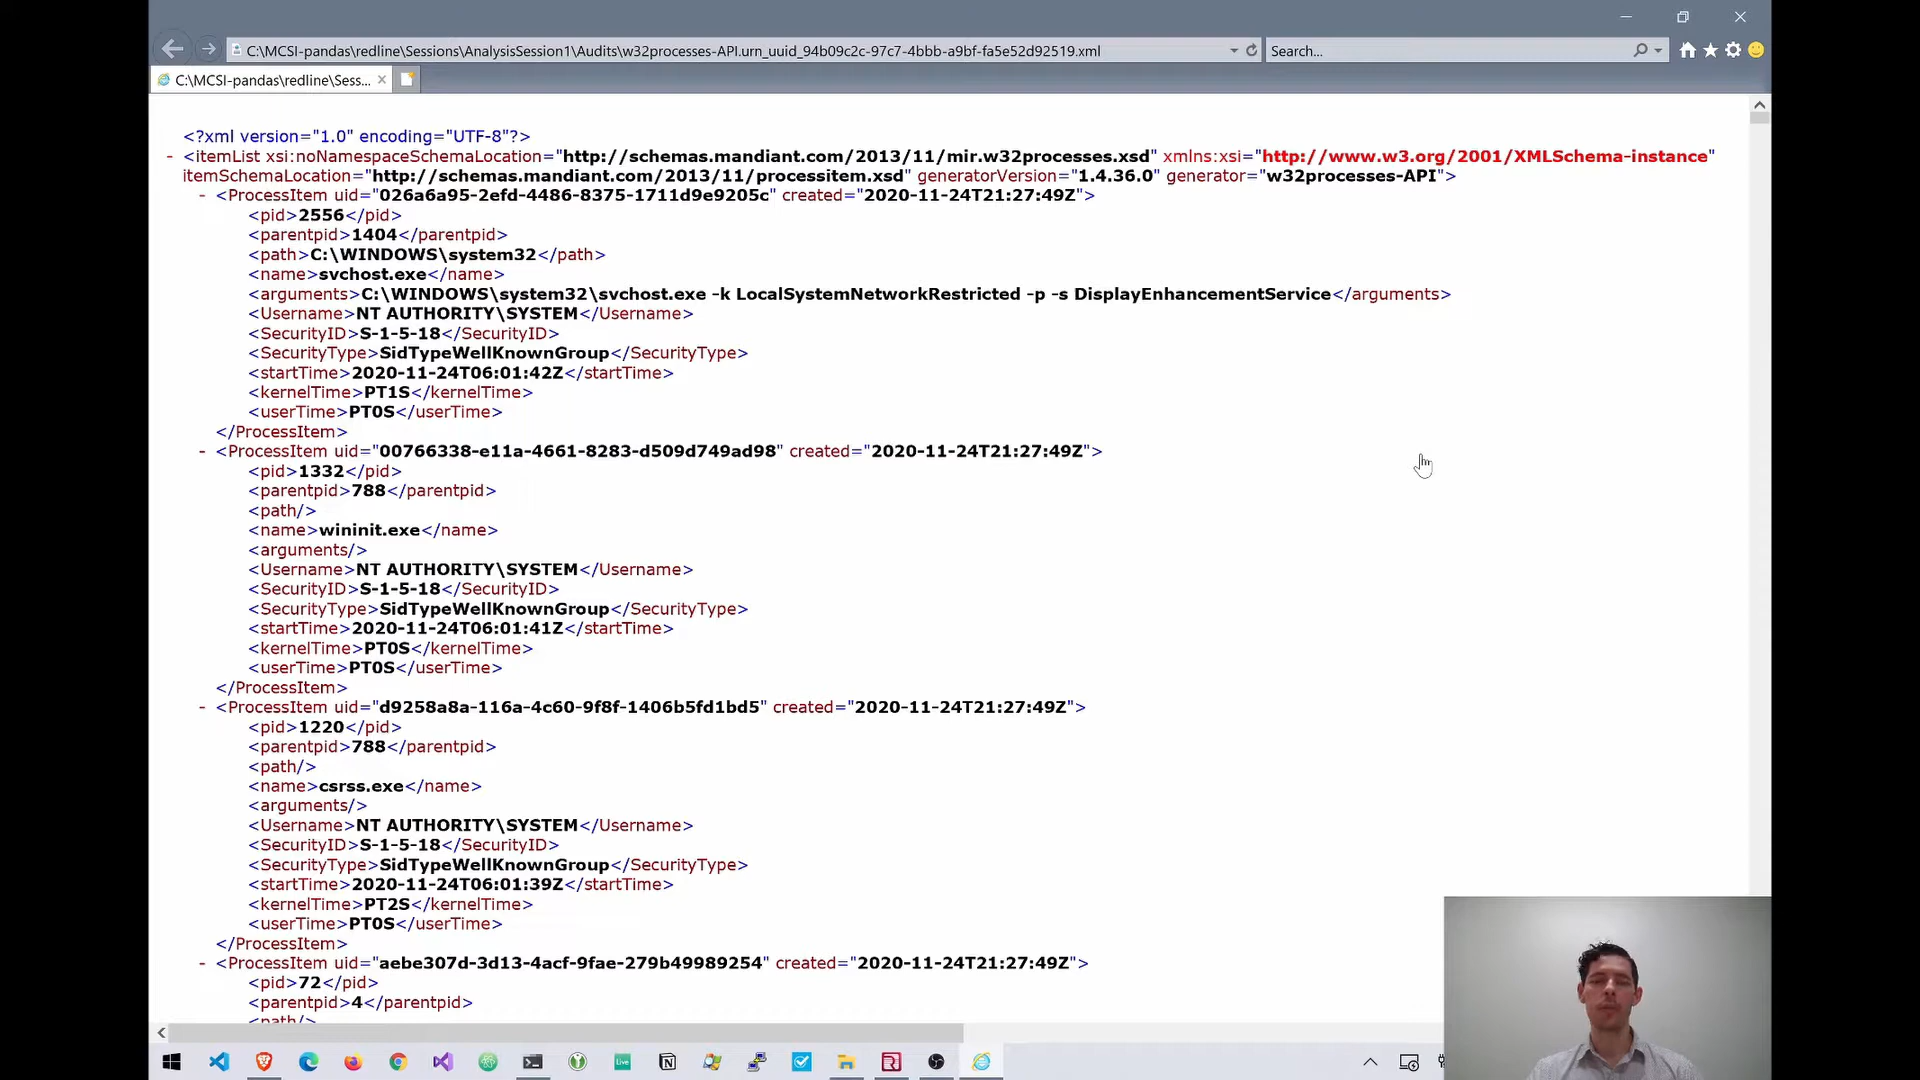 C:\MCSI-pandas\redline\Sessions\AnalysisSession1\Audits\w32processes-API.urn_uuid_94b09c2c-97c7-4bbb-a9bf-fa5e52d92519.xml
Search...
C:\MCSI-pandas\redline\Sess...
<?xml version="1.0" encoding="UTF-8"?>
- <itemList xsi:noNamespaceSchemaLocation="http://schemas.mandiant.com/2013/11/mir.w32processes.xsd" xmlns:xsi="http://www.w3.org/2001/XMLSchema-instance"
itemSchemaLocation="http://schemas.mandiant.com/2013/11/processitem.xsd" generatorVersion="1.4.36.0" generator="w32processes-API">
- <ProcessItem uid="026a6a95-2efd-4486-8375-1711d9e9205c" created="2020-11-24T21:27:49Z">
<pid>2556</pid>
<parentpid>1404</parentpid>
<path>C:\WINDOWS\system32</path>
<name>svchost.exe</name>
<arguments>C:\WINDOWS\system32\svchost.exe -k LocalSystemNetworkRestricted -p -s DisplayEnhancementService</arguments>
<Username>NT AUTHORITY\SYSTEM</Username>
<SecurityID>S-1-5-18</SecurityID>
<SecurityType>SidTypeWellKnownGroup</SecurityType>
<startTime>2020-11-24T06:01:42Z</startTime>
<kernelTime>PT1S</kernelTime>
<userTime>PT0S</userTime>
</ProcessItem>
- <ProcessItem uid="00766338-e11a-4661-8283-d509d749ad98" created="2020-11-24T21:27:49Z">
<pid>1332</pid>
<parentpid>788</parentpid>
<path/>
<name>wininit.exe</name>
<arguments/>
<Username>NT AUTHORITY\SYSTEM</Username>
<SecurityID>S-1-5-18</SecurityID>
<SecurityType>SidTypeWellKnownGroup</SecurityType>
<startTime>2020-11-24T06:01:41Z</startTime>
<kernelTime>PT0S</kernelTime>
<userTime>PT0S</userTime>
</ProcessItem>
- <ProcessItem uid="d9258a8a-116a-4c60-9f8f-1406b5fd1bd5" created="2020-11-24T21:27:49Z">
<pid>1220</pid>
<parentpid>788</parentpid>
<path/>
<name>csrss.exe</name>
<arguments/>
<Username>NT AUTHORITY\SYSTEM</Username>
<SecurityID>S-1-5-18</SecurityID>
<SecurityType>SidTypeWellKnownGroup</SecurityType>
<startTime>2020-11-24T06:01:39Z</startTime>
<kernelTime>PT2S</kernelTime>
<userTime>PT0S</userTime>
</ProcessItem>
- <ProcessItem uid="aebe307d-3d13-4acf-9fae-279b49989254" created="2020-11-24T21:27:49Z">
<pid>72</pid>
<parentpid>4</parentpid>
<path/>
Live